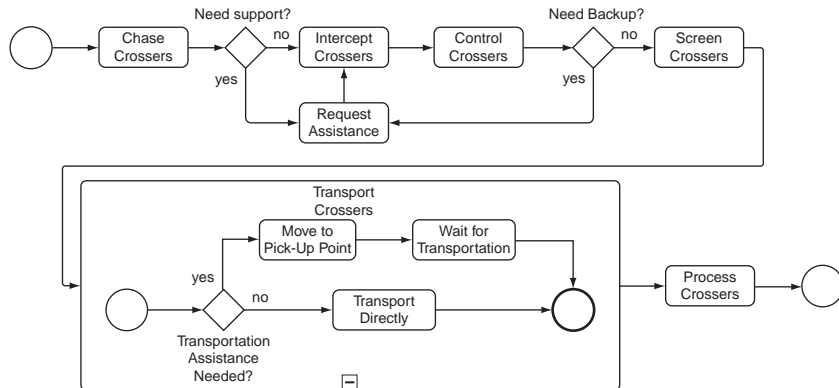 Need support?
Need Backup?
Chase
Crossers
no
Intercept
Crossers
Control
Crossers
no
Screen
Crossers
yes
yes
Request
Assistance
Transport
Crossers
Move to
Pick-Up Point
Wait for
Transportation
yes
no
Transport
Directly
Process
Crossers
Transportation
Assistance
Needed?